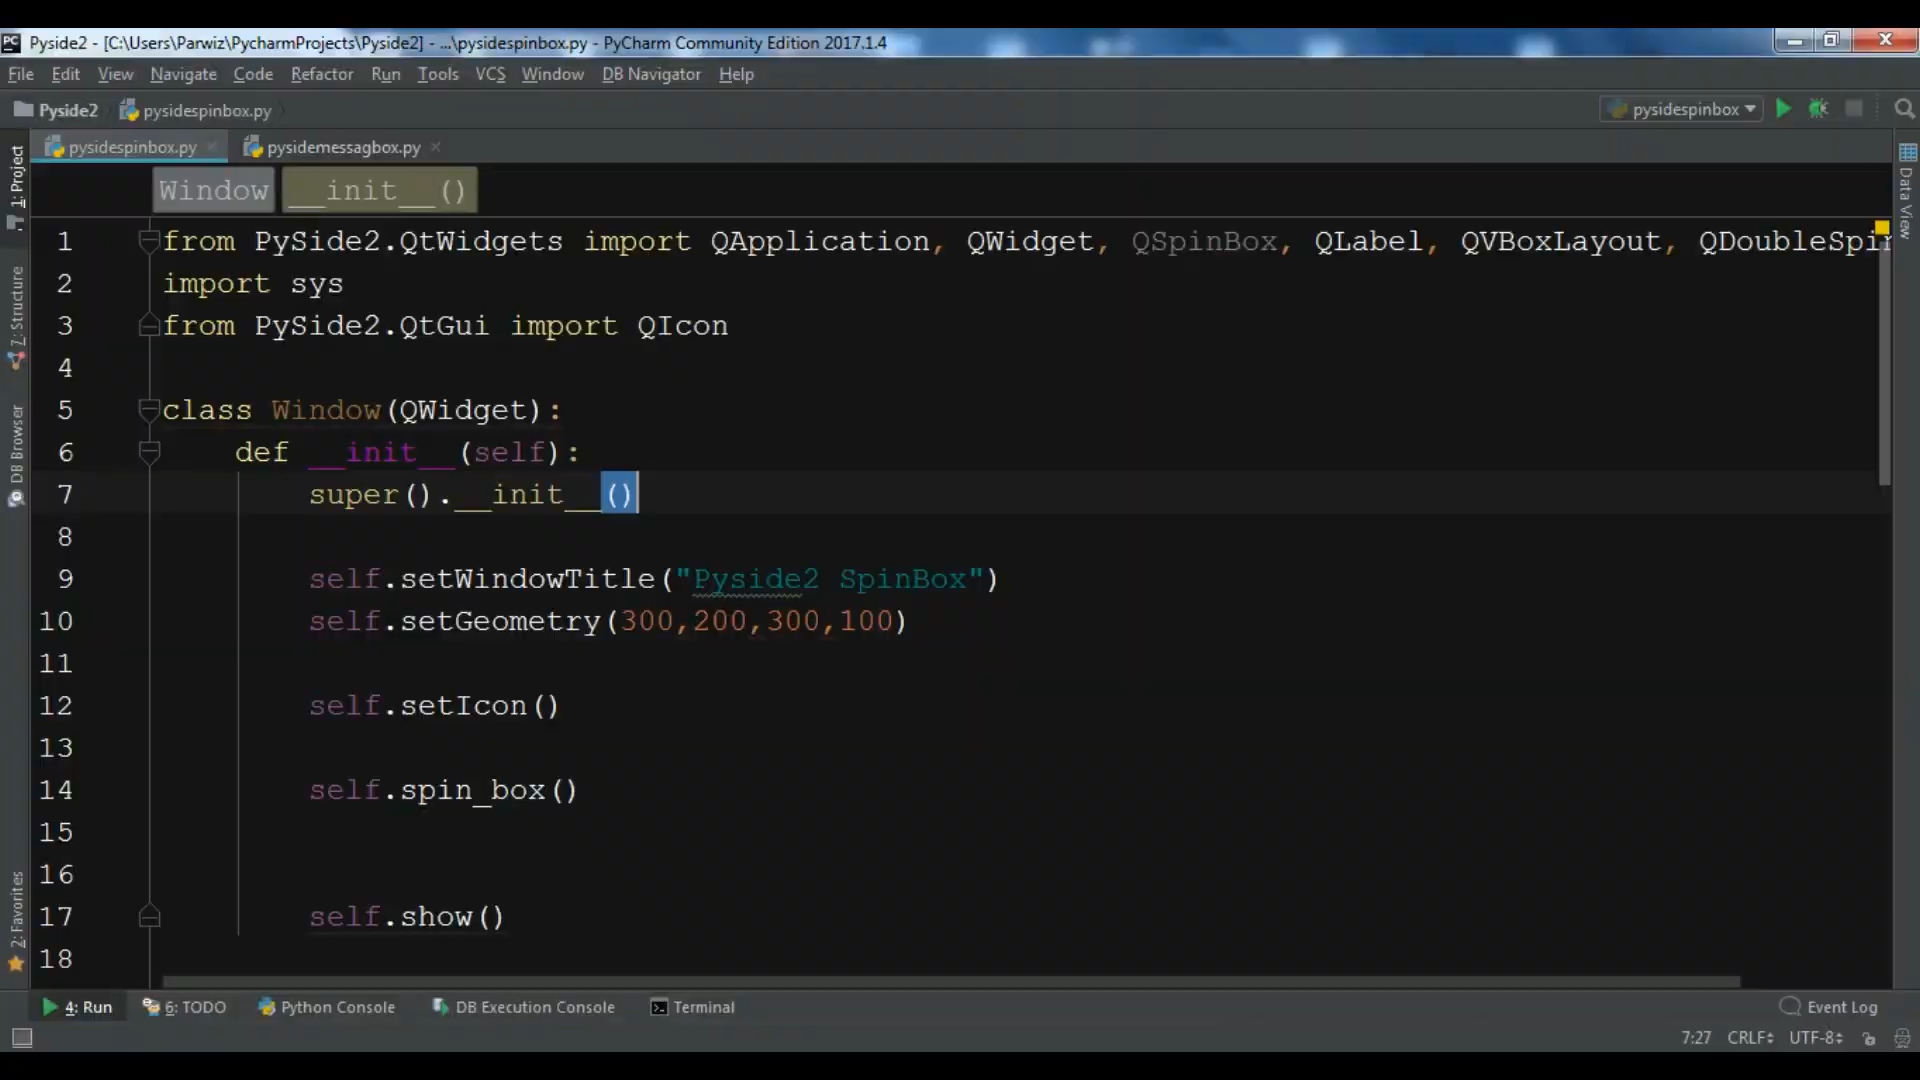 PC Pyside2 - [C:\Users\Parwiz\PycharmProjects\Pyside2] - ...\pysidespinbox.py - PyCharm Community Edition 2017.1.4
File Edit View Navigate Code Refactor Run Tools VCS Window DB Navigator Help
Pyside2 pysidespinbox.py pysidespinbox
pysidespinbox.py pysidemessagbox.py
1: Project
7: Structure
DB Browser
2: Favorites
Data View
Window __init__()
1 from PySide2.QtWidgets import QApplication, QWidget, QSpinBox, QLabel, QVBoxLayout, QDoubleSpin
2 import sys
3 from PySide2.QtGui import QIcon
4
5 class Window(QWidget):
6 def __init__(self):
7 super().__init__()
8
9 self.setWindowTitle("Pyside2 SpinBox")
10 self.setGeometry(300,200,300,100)
11
12 self.setIcon()
13
14 self.spin_box()
15
16
17 self.show()
18
4: Run 6: TODO Python Console DB Execution Console Terminal Event Log
7:27 CRLF UTF-8